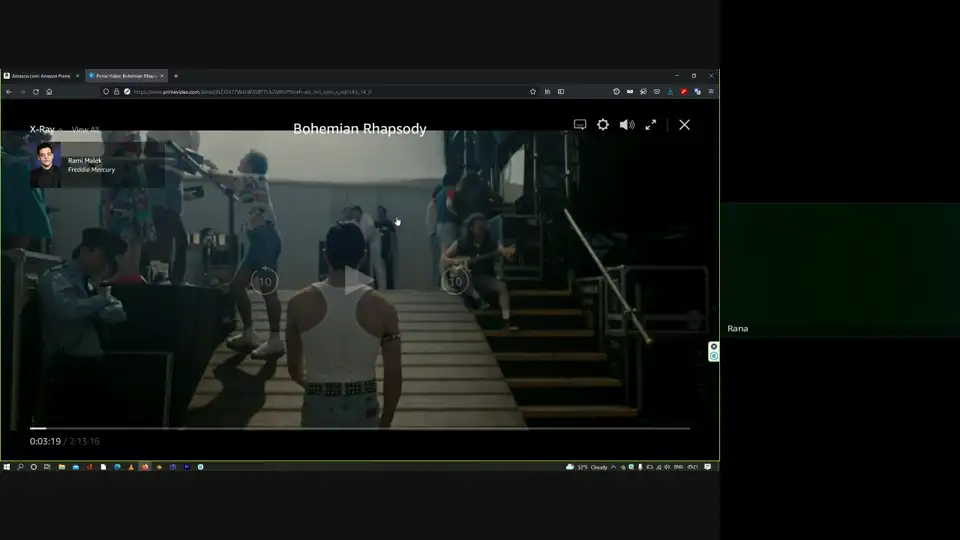 Amazon.com: Amazon Prime
Prime Video: Bohemian Rhaps
X-Ray
View All
Bohemian Rhapsody
Rami Malek
Freddie Mercury
10
10
Rana
0:03:19 / 2:13:16
32°F Cloudy
ENG